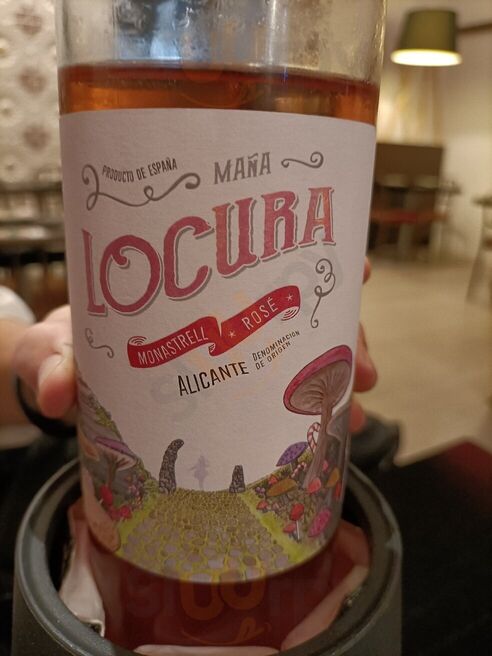 PRODUCTO DE ESPAÑA
MAÑA
LOCURA
MONASTRELL ★ ROSÉ ★
ALICANTE DENOMINACIÓN
DE ORIGEN